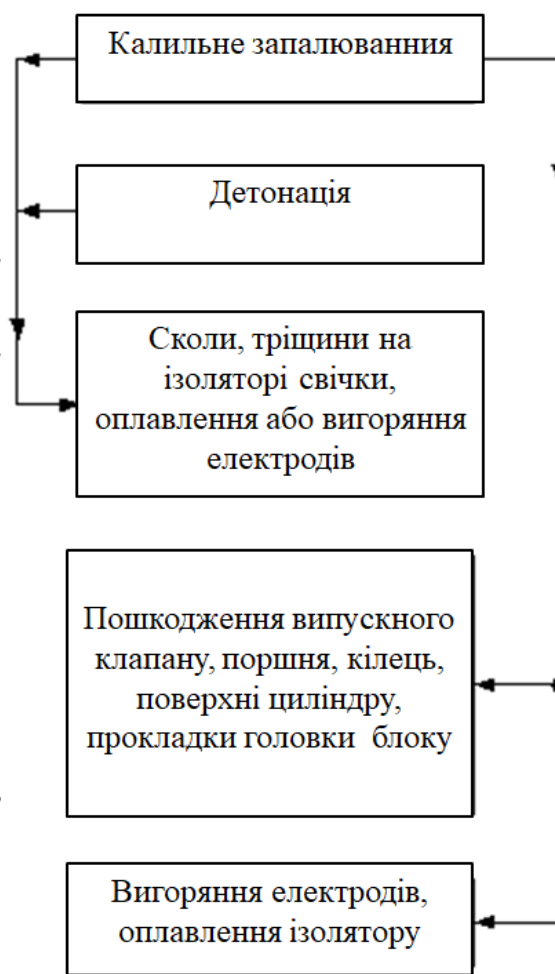 Калильне запалюванния
Детонація
Сколи, тріщини на
ізоляторі свічки,
оплавлення або вигоряння
електродів
Пошкодження випускного
клапану, поршня, кілець,
поверхні циліндру,
прокладки головки блоку
Вигоряння електродів,
оплавлення ізолятору